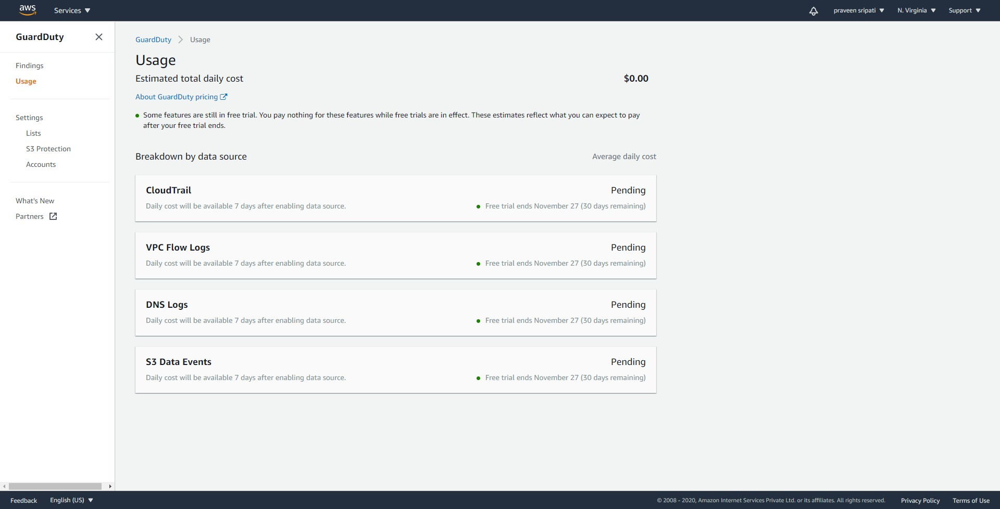 aws
Services
praveen sripati
N. Virginia
Support
GuardDuty
Findings
Usage
Settings
Lists
S3 Protection
Accounts
What's New
Partners
GuardDuty
Usage
Usage
Estimated total daily cost
$0.00
About GuardDuty pricing
Some features are still in free trial. You pay nothing for these features while free trials are in effect. These estimates reflect what you can expect to pay
after your free trial ends.
Breakdown by data source
Average daily cost
CloudTrail
Pending
Daily cost will be available 7 days after enabling data source.
Free trial ends November 27 (30 days remaining)
VPC Flow Logs
Pending
Daily cost will be available 7 days after enabling data source.
Free trial ends November 27 (30 days remaining)
DNS Logs
Pending
Daily cost will be available 7 days after enabling data source.
Free trial ends November 27 (30 days remaining)
S3 Data Events
Pending
Daily cost will be available 7 days after enabling data source.
Free trial ends November 27 (30 days remaining)
Feedback
English (US)
© 2008 - 2020, Amazon Internet Services Private Ltd. or its affiliates. All rights reserved.
Privacy Policy
Terms of Use